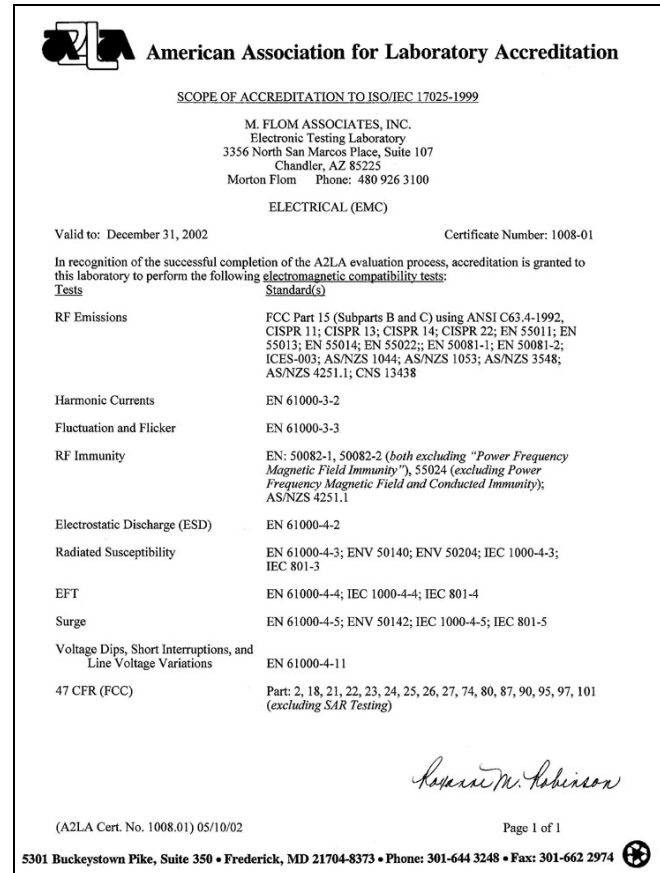 A2LA American Association for Laboratory Accreditation
SCOPE OF ACCREDITATION TO ISO/IEC 17025-1999
M. FLOM ASSOCIATES, INC.
Electronic Testing Laboratory
3356 North San Marcos Place, Suite 107
Chandler, AZ 85225
Morton Flom Phone: 480 926 3100
ELECTRICAL (EMC)
Valid to: December 31, 2002 Certificate Number: 1008-01
In recognition of the successful completion of the A2LA evaluation process, accreditation is granted to
this laboratory to perform the following electromagnetic compatibility tests:
Tests Standard(s)
RF Emissions FCC Part 15 (Subparts B and C) using ANSI C63.4-1992,
CISPR 11; CISPR 13; CISPR 14; CISPR 22; EN 55011; EN
55013; EN 55014; EN 55022;; EN 50081-1; EN 50081-2;
ICES-003; AS/NZS 1044; AS/NZS 1053; AS/NZS 3548;
AS/NZS 4251.1; CNS 13438
Harmonic Currents EN 61000-3-2
Fluctuation and Flicker EN 61000-3-3
RF Immunity EN: 50082-1, 50082-2 (both excluding "Power Frequency
Magnetic Field Immunity"), 55024 (excluding Power
Frequency Magnetic Field and Conducted Immunity);
AS/NZS 4251.1
Electrostatic Discharge (ESD) EN 61000-4-2
Radiated Susceptibility EN 61000-4-3; ENV 50140; ENV 50204; IEC 1000-4-3;
IEC 801-3
EFT EN 61000-4-4; IEC 1000-4-4; IEC 801-4
Surge EN 61000-4-5; ENV 50142; IEC 1000-4-5; IEC 801-5
Voltage Dips, Short Interruptions, and
Line Voltage Variations EN 61000-4-11
47 CFR (FCC) Part: 2, 18, 21, 22, 23, 24, 25, 26, 27, 74, 80, 87, 90, 95, 97, 101
(excluding SAR Testing)
Roxanne M. Robinson
(A2LA Cert. No. 1008.01) 05/10/02 Page 1 of 1
5301 Buckeystown Pike, Suite 350 • Frederick, MD 21704-8373 • Phone: 301-644 3248 • Fax: 301-662 2974